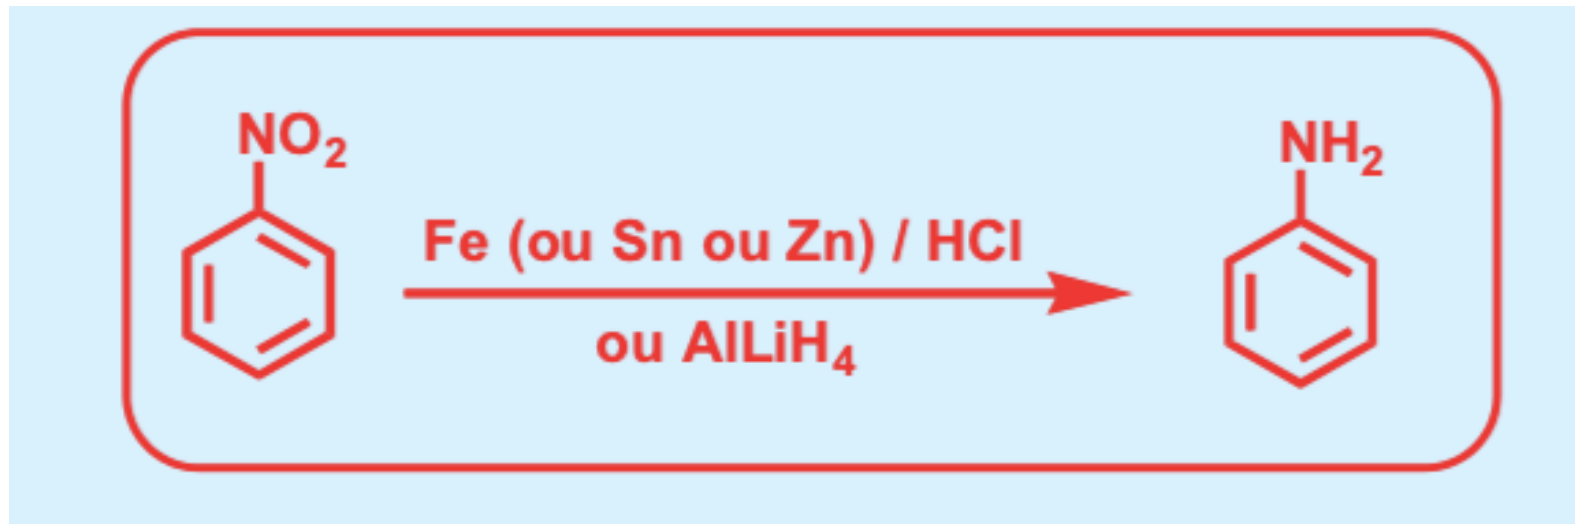 NO₂
NH₂
Fe (ou Sn ou Zn) / HCl
ou AlLiH₄